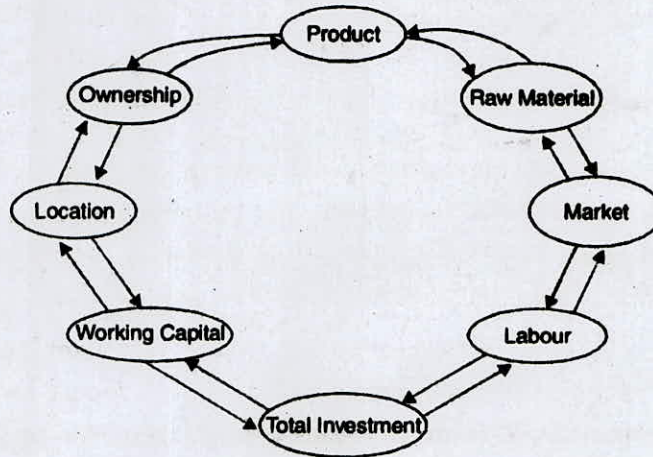 Product
Ownership
Raw Material
Location
Market
Working Capital
Labour
Total Investment